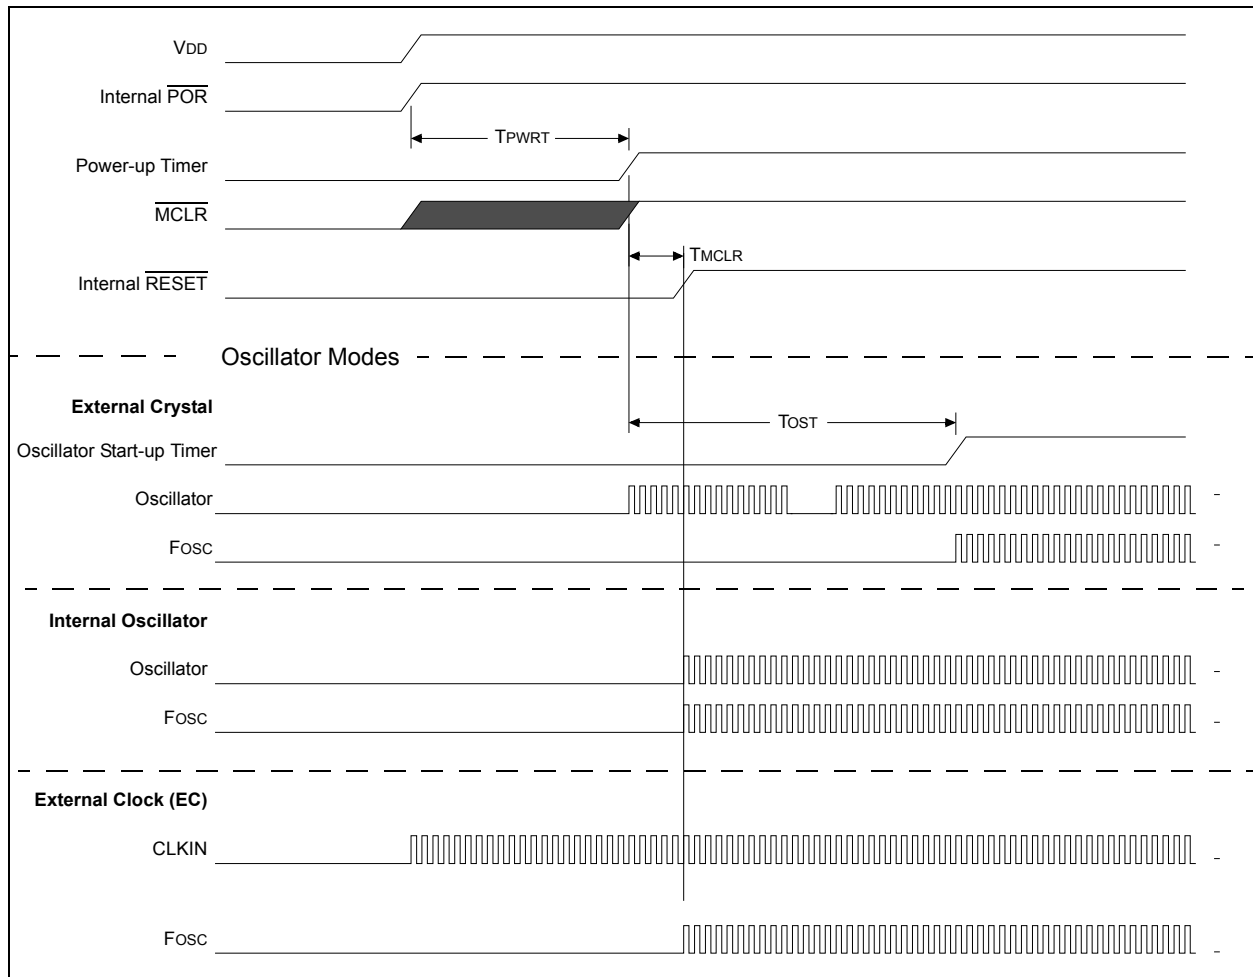 VDD
Internal POR
TPWRT
Power-up Timer
MCLR
TMCLR
Internal RESET
Oscillator Modes
External Crystal
TOST
Oscillator Start-up Timer
Oscillator
FOSC
Internal Oscillator
Oscillator
FOSC
External Clock (EC)
CLKIN
FOSC